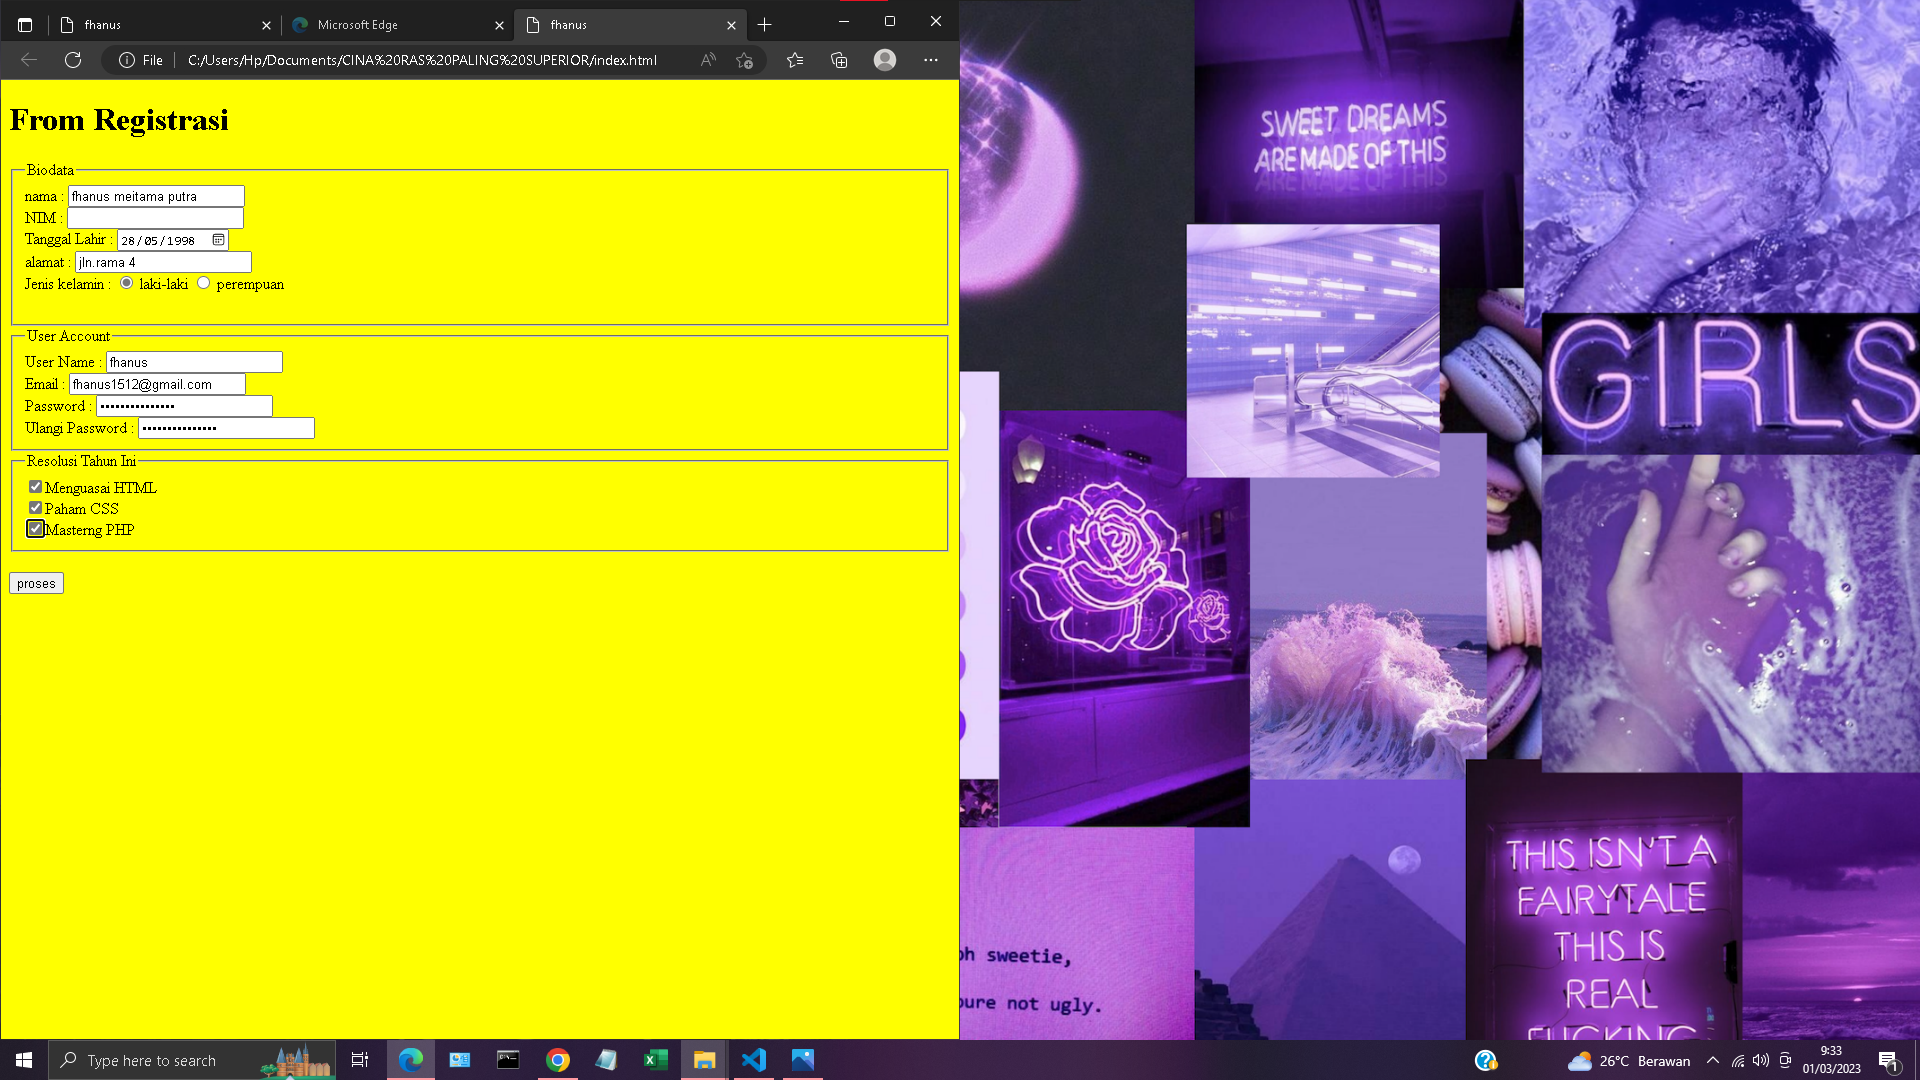 fhanus
Microsoft Edge
fhanus
File
C:/Users/Hp/Documents/CINA%20RAS%20PALING%20SUPERIOR/index.html
From Registrasi
Biodata
nama : fhanus meitama putra
NIM :
Tanggal Lahir : 28/05/1998
alamat : jln.rama 4
Jenis kelamin : laki-laki perempuan
User Account
User Name : fhanus
Email : fhanus1512@gmail.com
Password : •••••••••••••••
Ulangi Password : •••••••••••••••
Resolusi Tahun Ini
Menguasai HTML
Paham CSS
Masterng PHP
proses
SWEET DREAMS
ARE MADE OF THIS
GIRLS
oh sweetie,
oure not ugly.
THIS ISN'T A
FAIRYTALE
THIS IS
REAL
FUCKING
Type here to search
26°C Berawan
9:33
01/03/2023
1